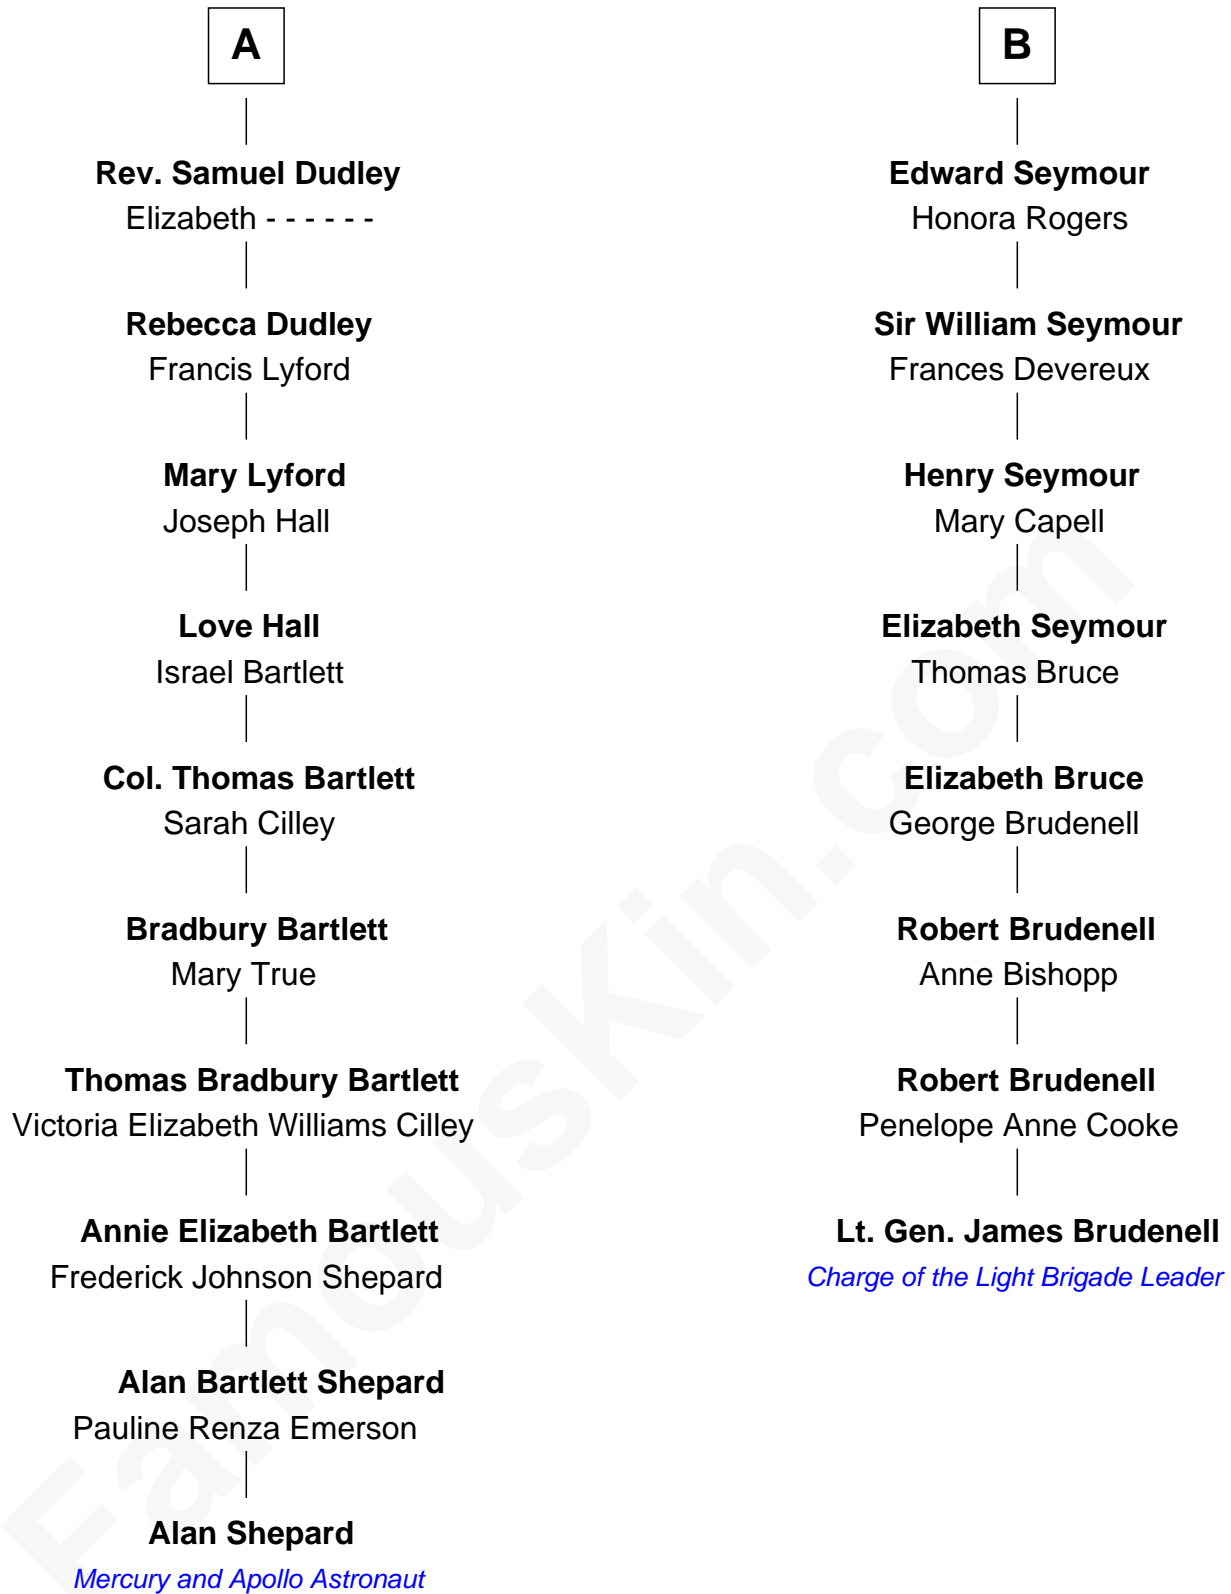 A
Rev. Samuel Dudley
Elizabeth - - - - - -
Rebecca Dudley
Francis Lyford
Mary Lyford
Joseph Hall
Love Hall
Israel Bartlett
Col. Thomas Bartlett
Sarah Cilley
Bradbury Bartlett
Mary True
Thomas Bradbury Bartlett
Victoria Elizabeth Williams Cilley
Annie Elizabeth Bartlett
Frederick Johnson Shepard
Alan Bartlett Shepard
Pauline Renza Emerson
Alan Shepard
Mercury and Apollo Astronaut
B
Edward Seymour
Honora Rogers
Sir William Seymour
Frances Devereux
Henry Seymour
Mary Capell
Elizabeth Seymour
Thomas Bruce
Elizabeth Bruce
George Brudenell
Robert Brudenell
Anne Bishopp
Robert Brudenell
Penelope Anne Cooke
Lt. Gen. James Brudenell
Charge of the Light Brigade Leader
FamousKin.com